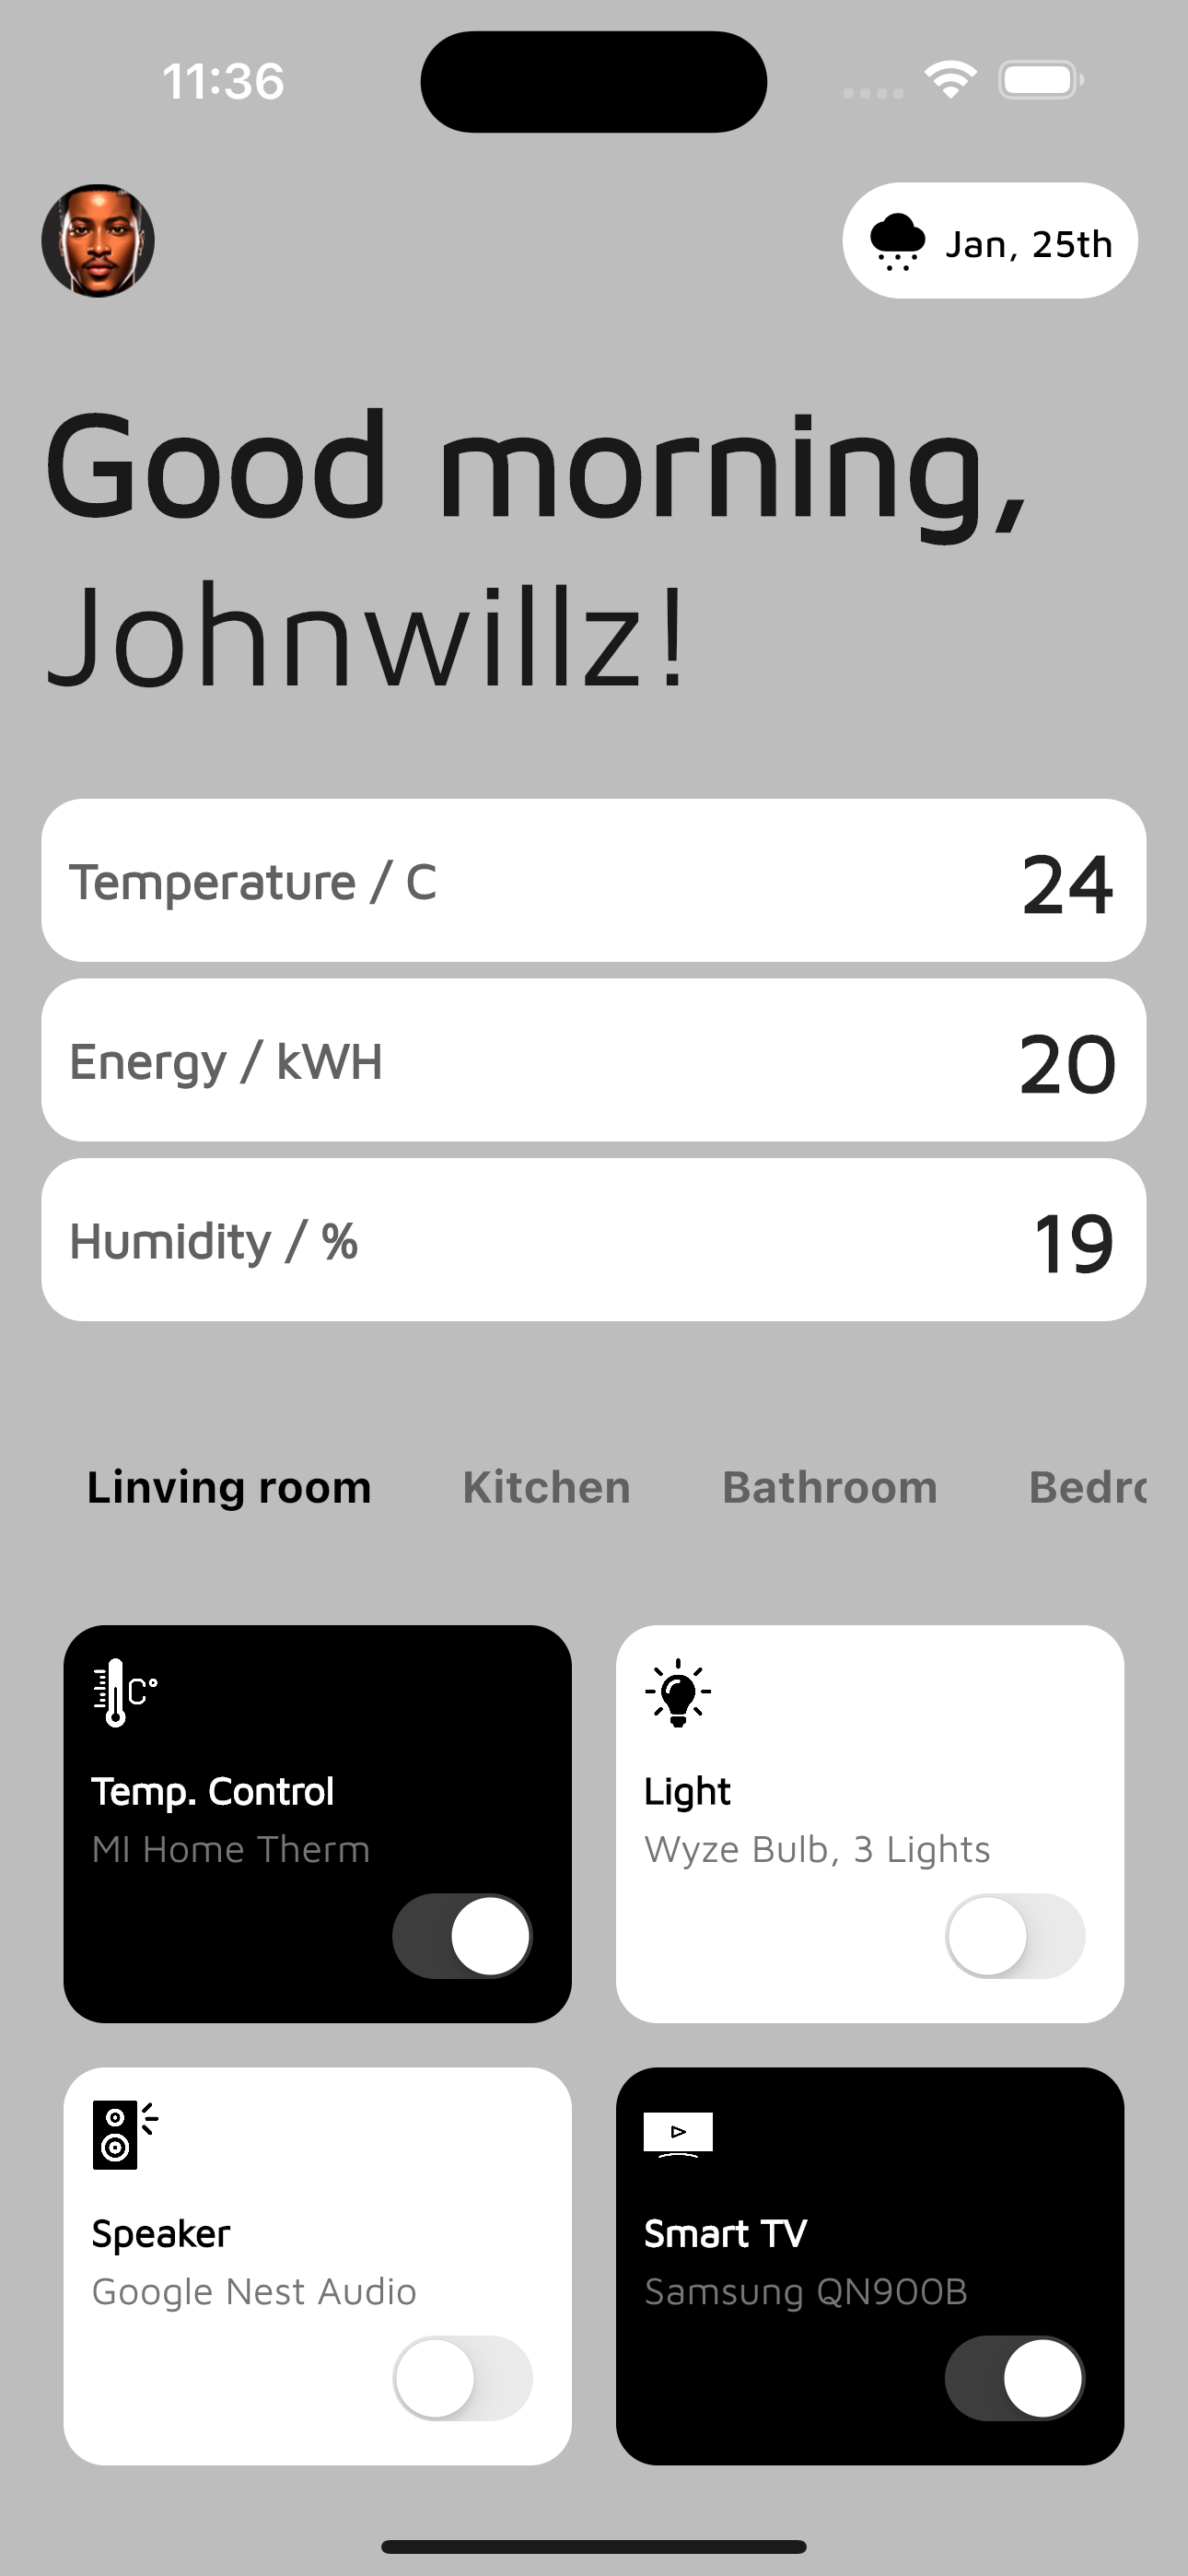 11:36
Jan, 25th
Good morning,
Johnwillz!
Temperature / C
24
Energy / kWH
20
Humidity / %
19
Linving room Kitchen Bathroom Bedro
C°
Temp. Control
MI Home Therm
Light
Wyze Bulb, 3 Lights
Speaker
Google Nest Audio
Smart TV
Samsung QN900B